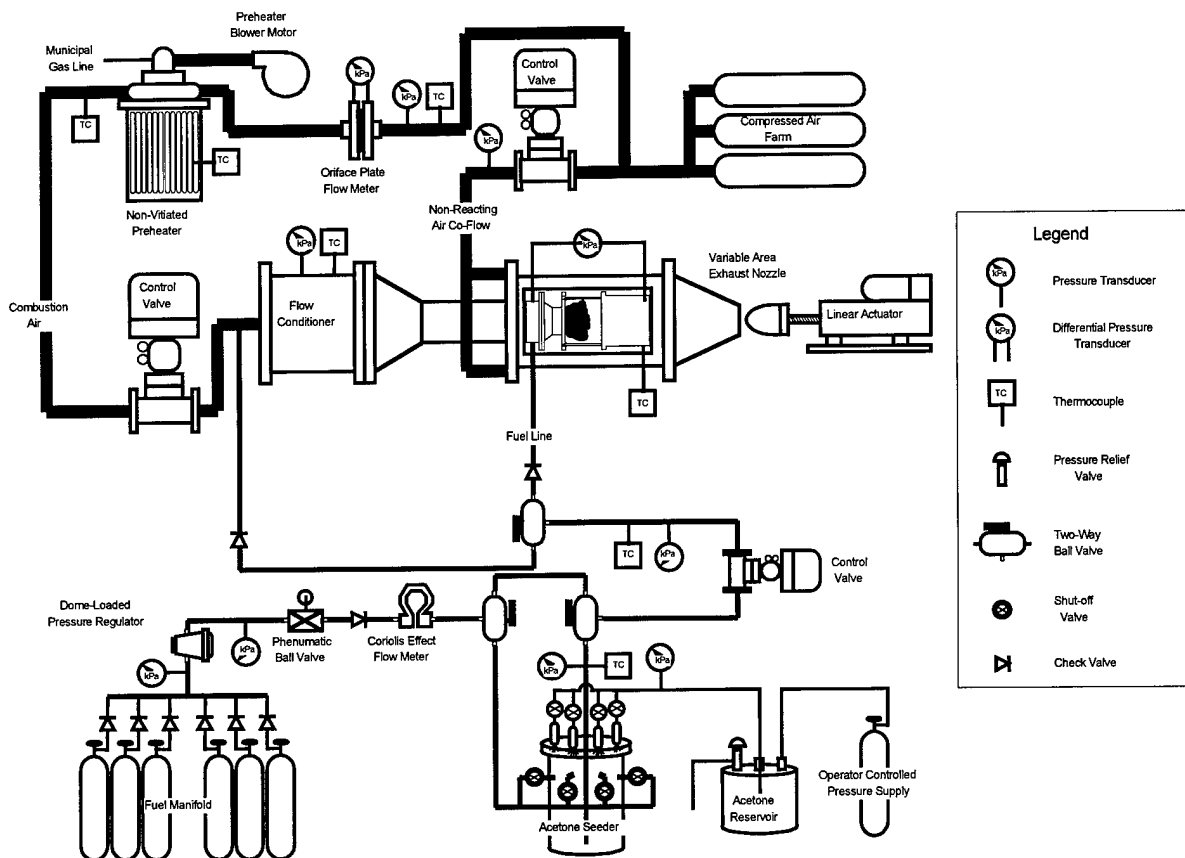 Preheater
Blower Motor
Municipal
Gas Line
kPa
kPa
TC
Control
Valve
Compressed Air
Farm
TC
TC
kPa
Oriface Plate
Flow Meter
Non-Vitiated
Preheater
Non-Reacting
Air Co-Flow
kPa
TC
kPa
Variable Area
Exhaust Nozzle
Control
Valve
Flow
Conditioner
Combustion
Air
Linear Actuator
TC
Fuel Line
TC
kPa
Control
Valve
Dome-Loaded
Pressure Regulator
kPa
Phenumatic
Ball Valve
Coriolis Effect
Flow Meter
kPa
kPa
TC
kPa
Fuel Manifold
Acetone Seeder
Acetone
Reservoir
Operator Controlled
Pressure Supply
Legend
kPa
Pressure Transducer
kPa
Differential Pressure
Transducer
TC
Thermocouple
Pressure Relief
Valve
Two-Way
Ball Valve
Shut-off
Valve
Check Valve